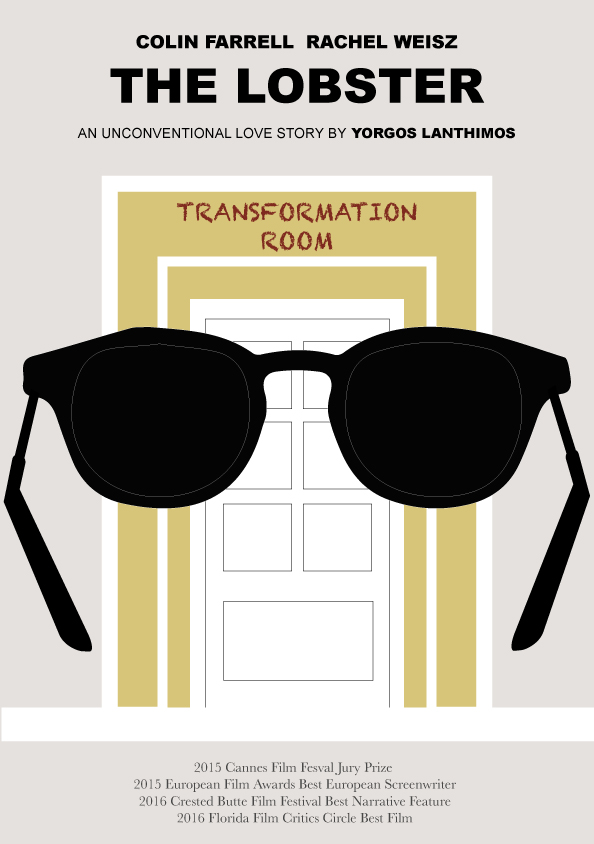 COLIN FARRELL  RACHEL WEISZ
THE LOBSTER
AN UNCONVENTIONAL LOVE STORY BY YORGOS LANTHIMOS
TRANSFORMATION
ROOM
2015 Cannes Film Fesval Jury Prize
2015 European Film Awards Best European Screenwriter
2016 Crested Butte Film Festival Best Narrative Feature
2016 Florida Film Critics Circle Best Film